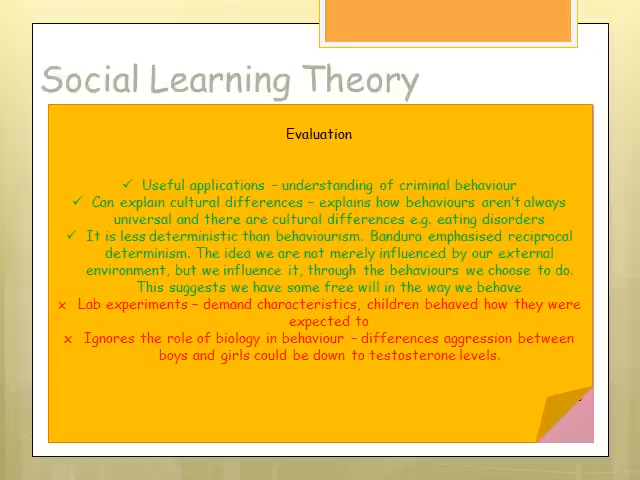 Social Learning Theory
Evaluation
✓ Useful applications – understanding of criminal behaviour
✓ Can explain cultural differences – explains how behaviours aren't always
universal and there are cultural differences e.g. eating disorders
✓ It is less deterministic than behaviourism. Bandura emphasised reciprocal
determinism. The idea we are not merely influenced by our external
environment, but we influence it, through the behaviours we choose to do.
This suggests we have some free will in the way we behave
x Lab experiments – demand characteristics, children behaved how they were
expected to
x Ignores the role of biology in behaviour – differences aggression between
boys and girls could be down to testosterone levels.